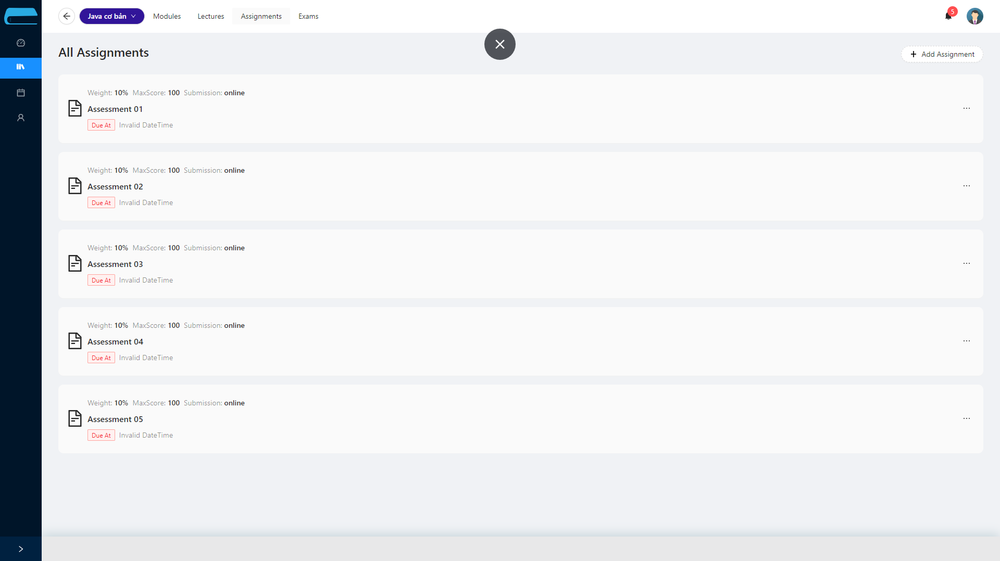 Java cơ bản Modules Lectures Assignments Exams 5
All Assignments
Add Assignment
Weight: 10% MaxScore: 100 Submission: online
Assessment 01
Due At Invalid DateTime
Weight: 10% MaxScore: 100 Submission: online
Assessment 02
Due At Invalid DateTime
Weight: 10% MaxScore: 100 Submission: online
Assessment 03
Due At Invalid DateTime
Weight: 10% MaxScore: 100 Submission: online
Assessment 04
Due At Invalid DateTime
Weight: 10% MaxScore: 100 Submission: online
Assessment 05
Due At Invalid DateTime